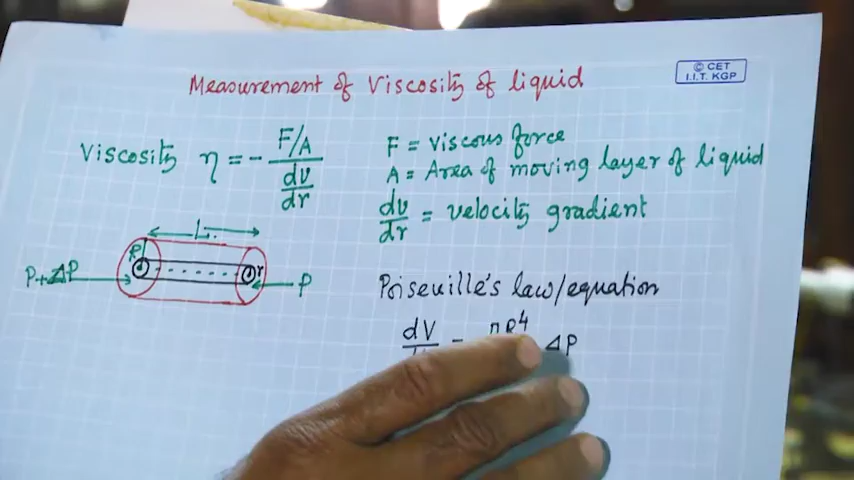 Measurement of Viscosity of liquid
© CET
I.I.T. KGP
Viscosity η = - F/A / dv/dr
F = Viscous force
A = Area of moving layer of liquid
dv/dr = velocity gradient
L
R
r
P+ΔP
P
Poiseuille's law/equation
dV = πR⁴ ΔP